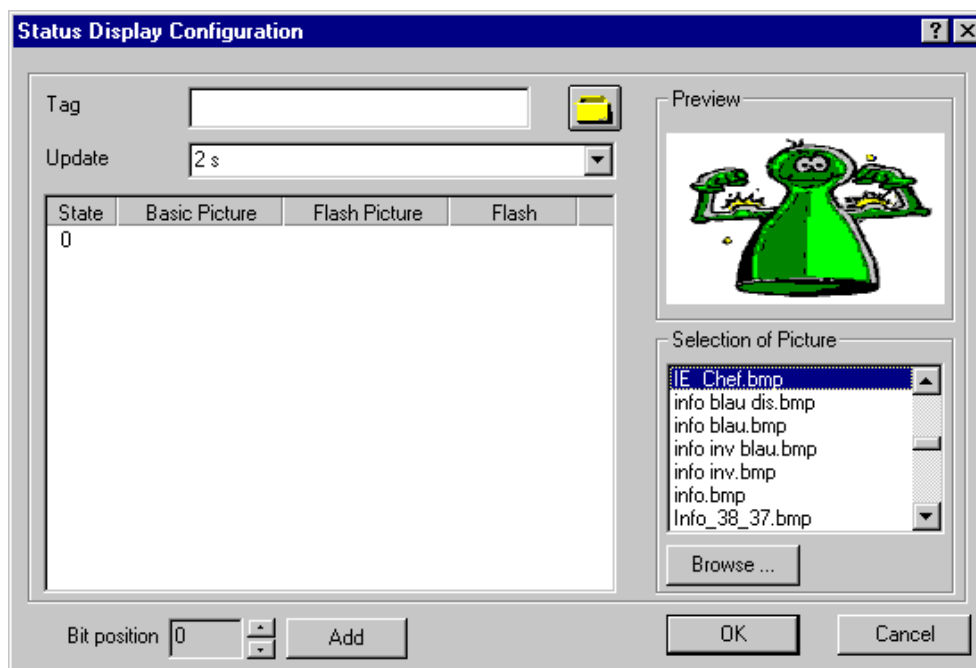 Status Display Configuration
Tag
Update 2 s
State Basic Picture Flash Picture Flash
0
Preview
Selection of Picture
IE_Chef.bmp
info blau dis.bmp
info blau.bmp
info inv blau.bmp
info inv.bmp
info.bmp
Info_38_37.bmp
Browse ...
Bit position 0 Add
OK Cancel